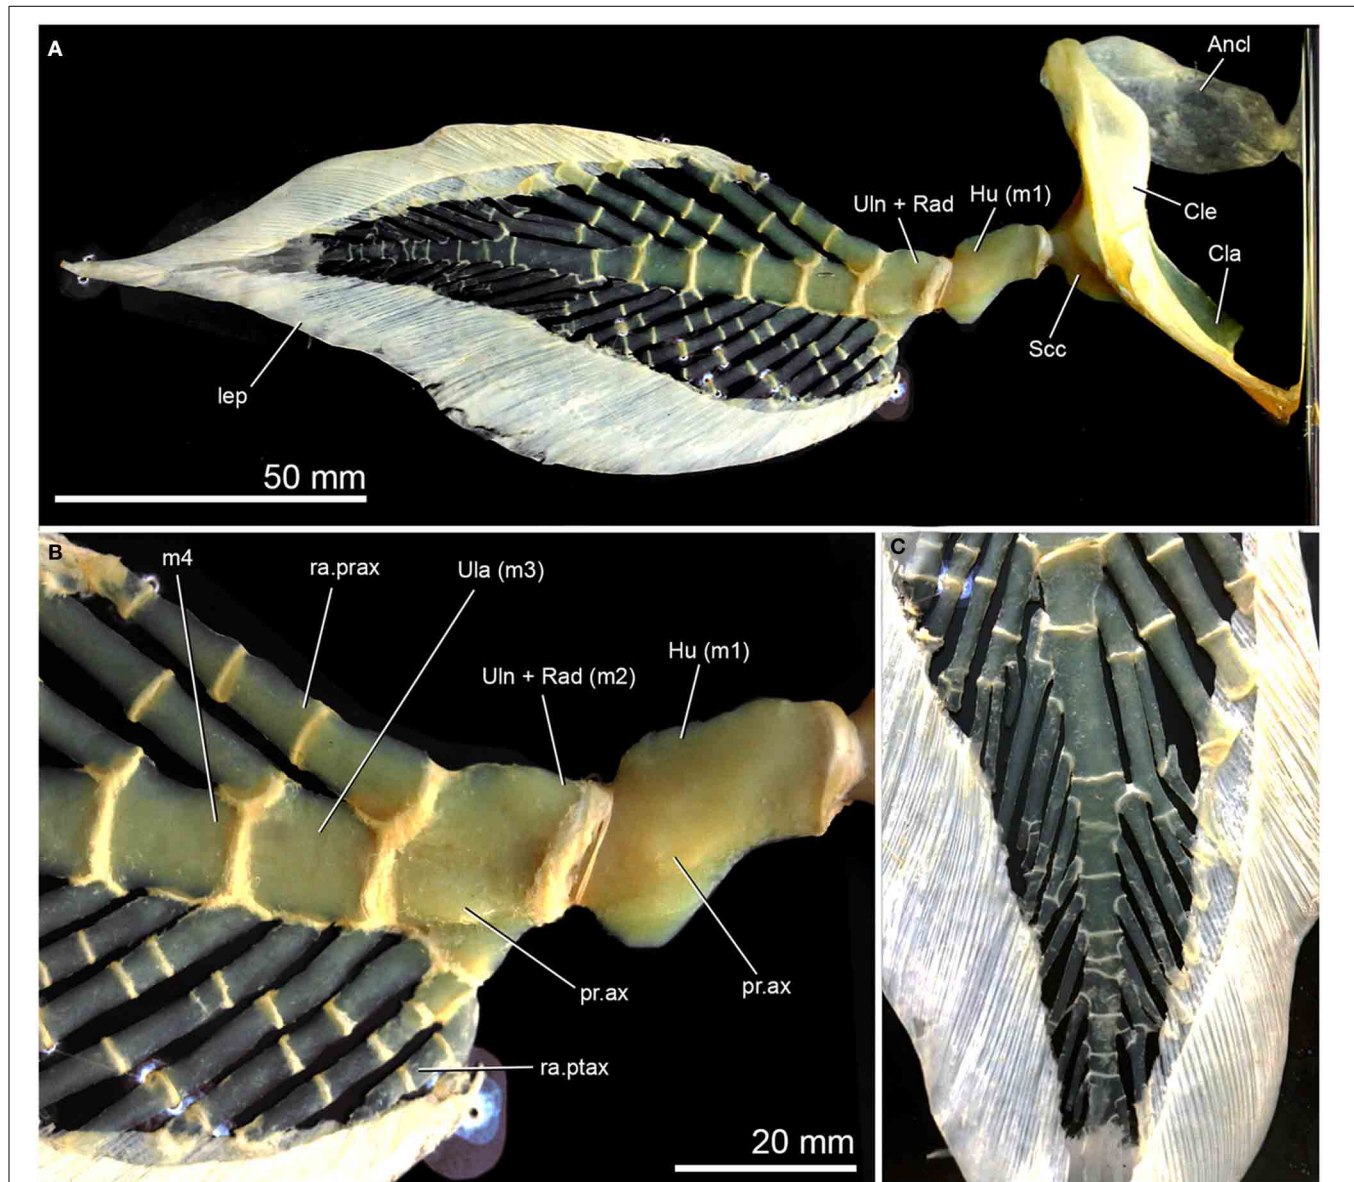 A
Ancl
Uln + Rad
Hu (m1)
Cle
Cla
Scc
lep
50 mm
B
m4
ra.prax
Ula (m3)
Uln + Rad (m2)
Hu (m1)
pr.ax
pr.ax
ra.ptax
20 mm
C